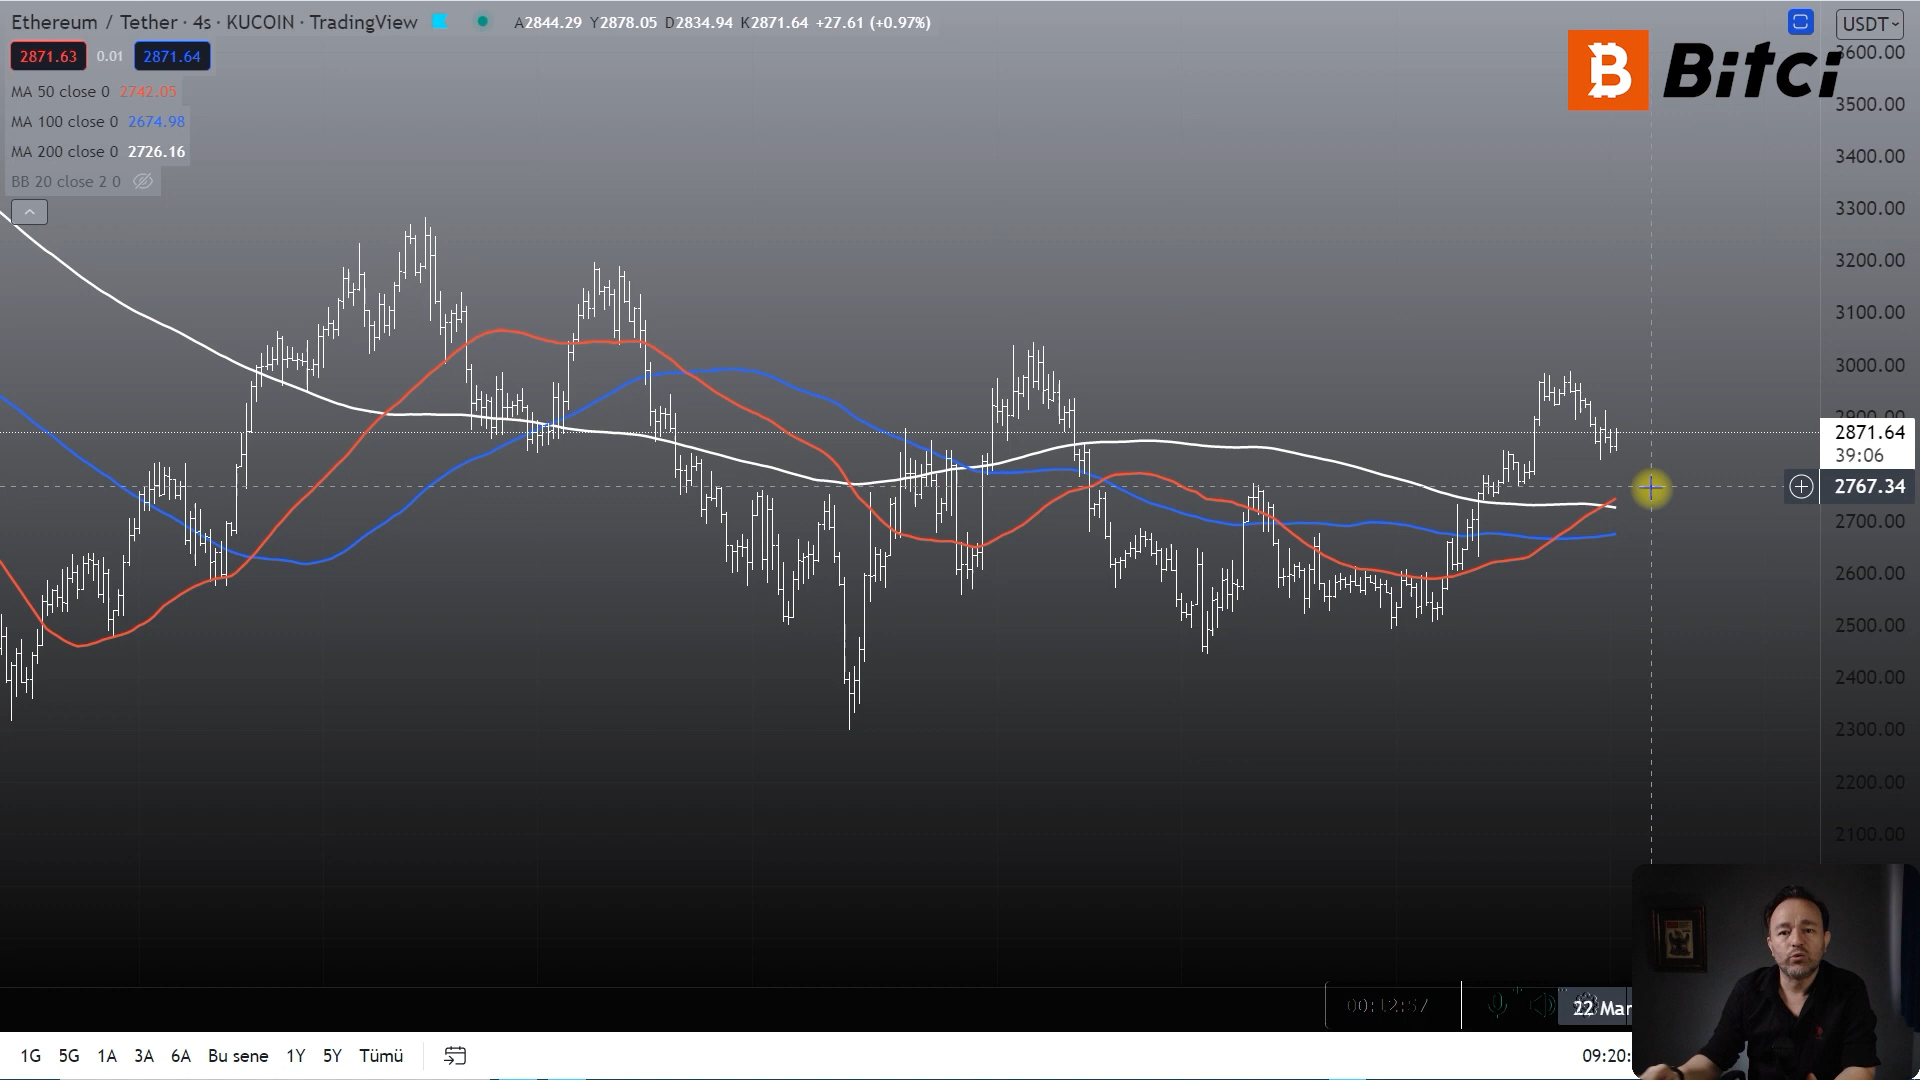 Ethereum / Tether · 4s · KUCOIN · TradingView A2844.29 Y2878.05 D2834.94 K2871.64 +27.61 (+0.97%)
USDT
2871.63 0.01 2871.64
Bitci
MA 50 close 0 2742.05
MA 100 close 0 2674.98
MA 200 close 0 2726.16
BB 20 close 2 0
3600.00
3500.00
3400.00
3300.00
3200.00
3100.00
3000.00
2900.00
2871.64
39:06
2767.34
2700.00
2600.00
2500.00
2400.00
2300.00
2200.00
2100.00
00:12:57
22 Mar
1G 5G 1A 3A 6A Bu sene 1Y 5Y Tümü
09:20: